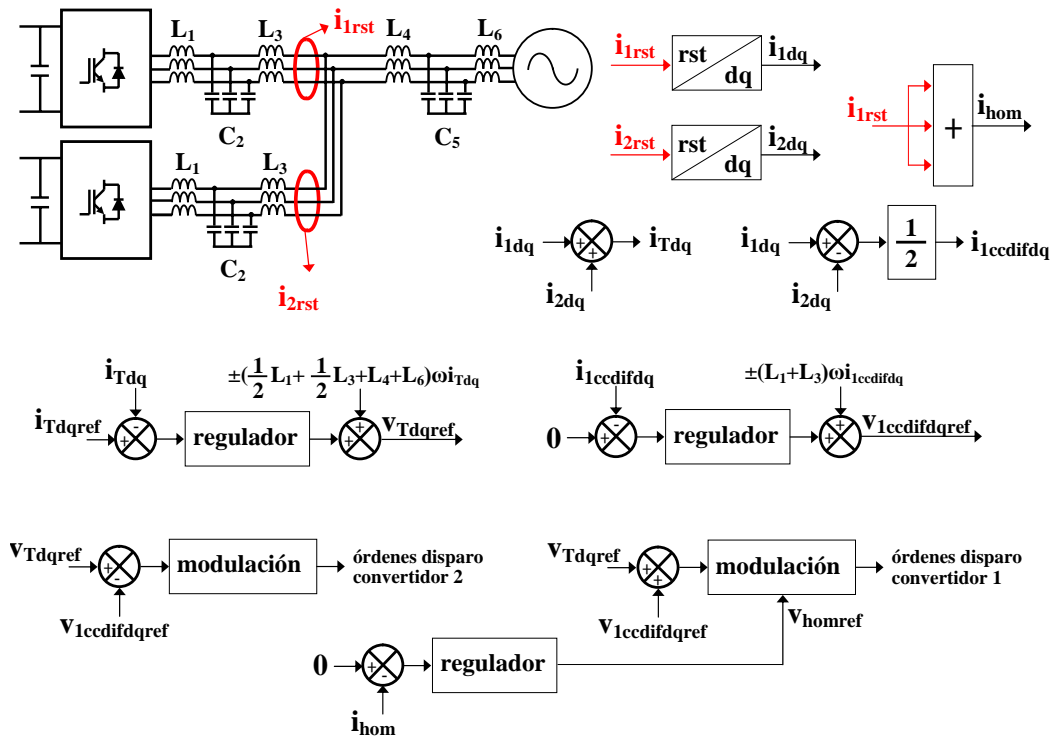 L1 L3 i1rst L4 L6
C2 C5
L1 L3
C2
i2rst
i1rst rst dq i1dq
i2rst rst dq i2dq
i1rst + ihom
i1dq + + iTdq
i2dq
i1dq + - 1/2 i1ccdifdq
i2dq
iTdq ±(1/2 L1+ 1/2 L3+L4+L6)ωiTdq
iTdqref + - regulador + + vTdqref
i1ccdifdq ±(L1+L3)ωi1ccdifdq
0 + - regulador + + v1ccdifdqref
vTdqref + - modulación órdenes disparo
convertidor 2
v1ccdifdqref
vTdqref + + modulación órdenes disparo
convertidor 1
v1ccdifdqref vhomref
0 + - regulador
ihom